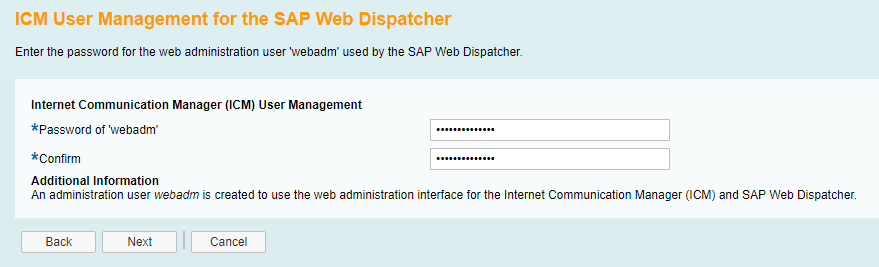 ICM User Management for the SAP Web Dispatcher
Enter the password for the web administration user 'webadm' used by the SAP Web Dispatcher.
Internet Communication Manager (ICM) User Management
*Password of 'webadm' ••••••••••••••
*Confirm ••••••••••••••
Additional Information
An administration user webadm is created to use the web administration interface for the Internet Communication Manager (ICM) and SAP Web Dispatcher.
Back Next Cancel